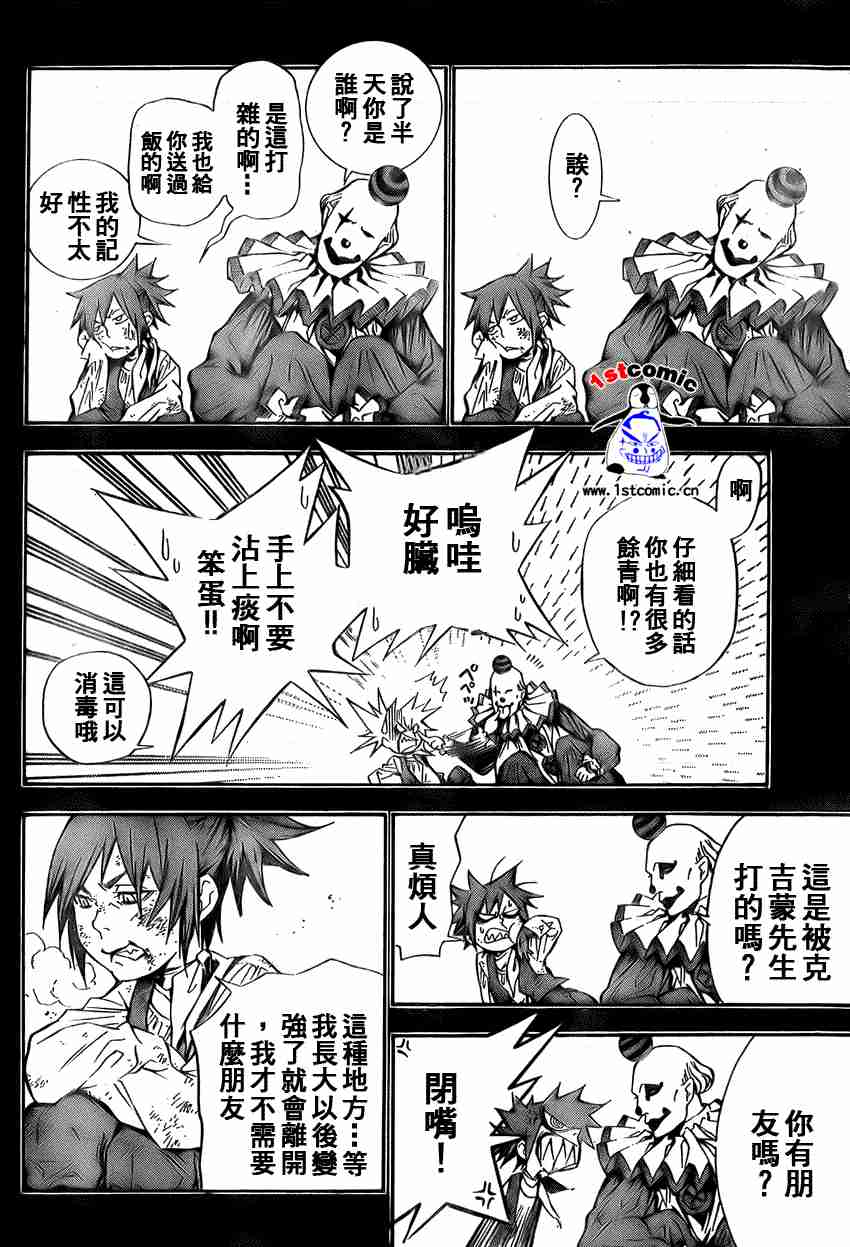 誒?
說了半
天你是
誰啊?
是這打
雜的啊…
我也給
你送過
飯的啊
我的記
性不太
好
1stcomic
www.1stcomic.cn
啊
仔細看的話
你也有很多
餘青啊!?
嗚哇
好臟
ペッ
ペッ
手上不要
沾上痰啊
笨蛋!!
這可以
消毒哦
這是被克
吉蒙先生
打的嗎?
真煩人
你有朋
友嗎?
閉嘴!
這種地方…等
我長大以後變
強了就會離開
，我才不需要
什麼朋友